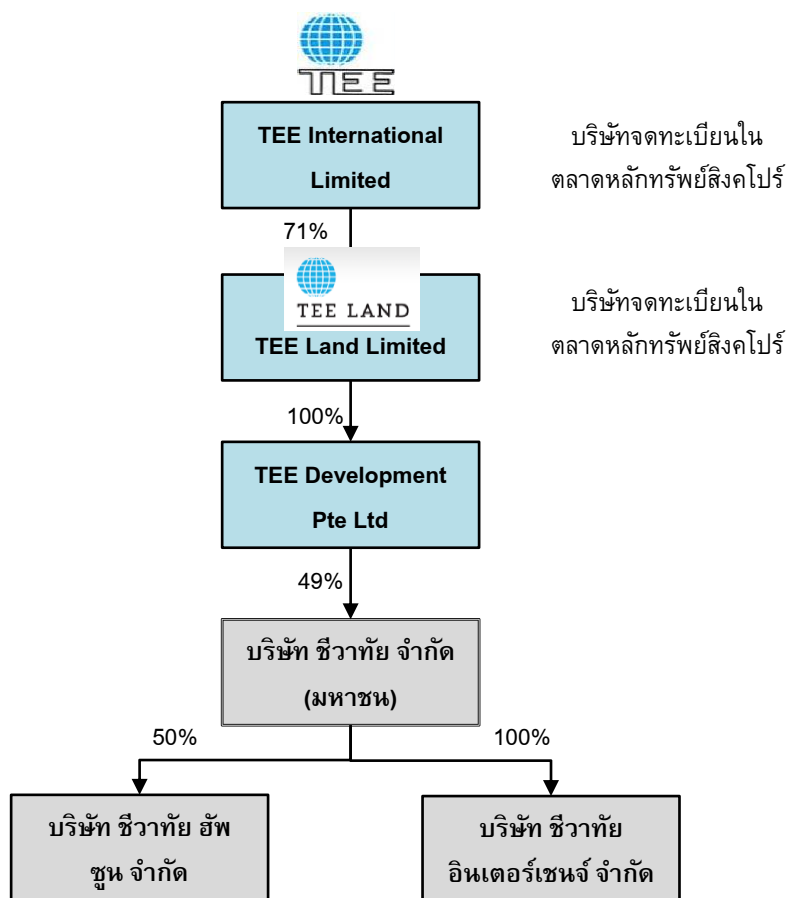 TEE
TEE International
Limited
บริษัทจดทะเบียนใน
ตลาดหลักทรัพย์สิงคโปร์
71%
TEE LAND
TEE Land Limited
บริษัทจดทะเบียนใน
ตลาดหลักทรัพย์สิงคโปร์
100%
TEE Development
Pte Ltd
49%
บริษัท ชีวาทัย จำกัด
(มหาชน)
50%
100%
บริษัท ชีวาทัย ฮัพ
ซูน จำกัด
บริษัท ชีวาทัย
อินเตอร์เชนจ์ จำกัด